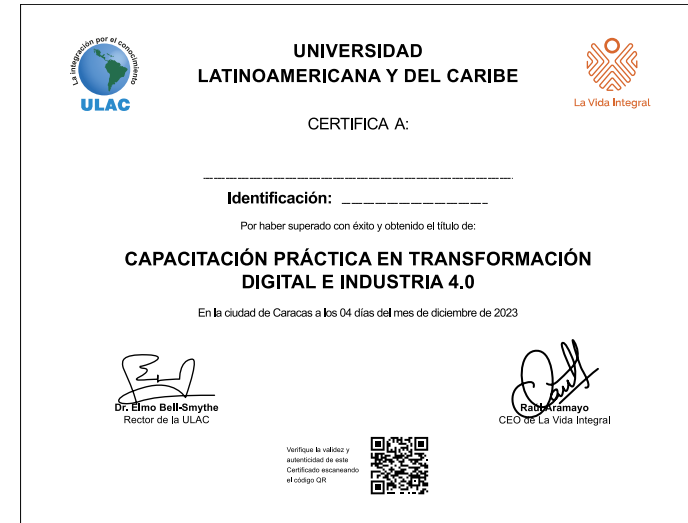 La integración por el conocimiento
ULAC
UNIVERSIDAD
LATINOAMERICANA Y DEL CARIBE
La Vida Integral
CERTIFICA A:
Identificación:
Por haber superado con éxito y obtenido el título de:
CAPACITACIÓN PRÁCTICA EN TRANSFORMACIÓN
DIGITAL E INDUSTRIA 4.0
En la ciudad de Caracas a los 04 días del mes de diciembre de 2023
Dr. Elmo Bell-Smythe
Rector de la ULAC
Raúl Aramayo
CEO de La Vida Integral
Verifique la validez y
autenticidad de este
Certificado escaneando
el código QR